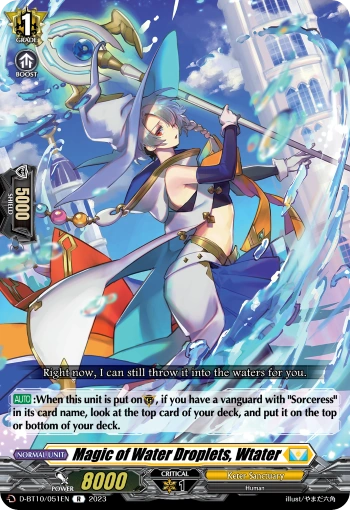 1
GRADE
BOOST
5000
SHIELD
Right now, I can still throw it into the waters for you.
AUTO :When this unit is put on RC, if you have a vanguard with "Sorceress"
in its card name, look at the top card of your deck, and put it on the top
or bottom of your deck.
NORMAL UNIT
Magic of Water Droplets, Wtater
POWER 8000
CRITICAL
1
Keter Sanctuary
Human
D-BT10/051EN R 2023
illust/やまだ六角